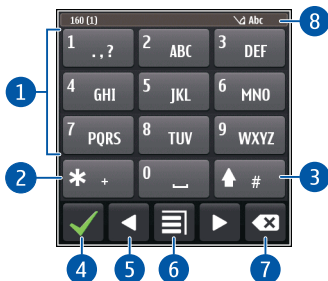 160 (1) Abc 8
1 .,? 2 ABC 3 DEF
1
4 GHI 5 JKL 6 MNO
7 PQRS 8 TUV 9 WXYZ
2 * + 0 ⎵ # 3
4 5 6 7